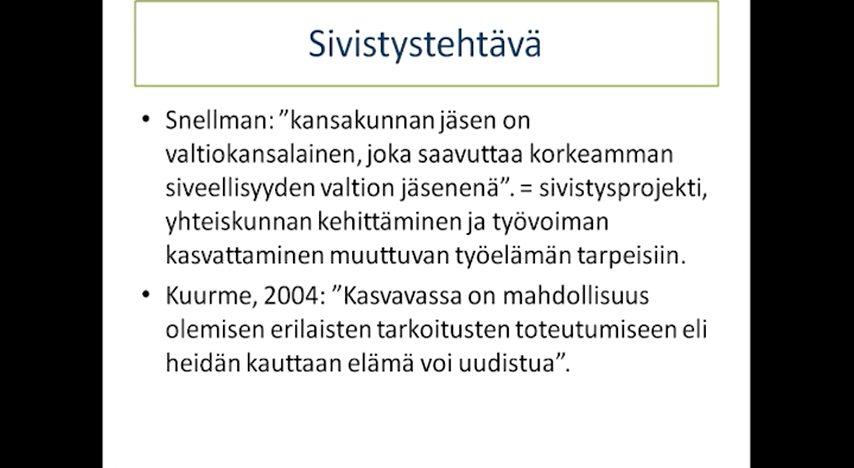 Sivistystehtävä
• Snellman: ”kansakunnan jäsen on
valtiokansalainen, joka saavuttaa korkeamman
siveellisyyden valtion jäsenenä”. = sivistysprojekti,
yhteiskunnan kehittäminen ja työvoiman
kasvattaminen muuttuvan työelämän tarpeisiin.
• Kuurme, 2004: ”Kasvavassa on mahdollisuus
olemisen erilaisten tarkoitusten toteutumiseen eli
heidän kauttaan elämä voi uudistua”.